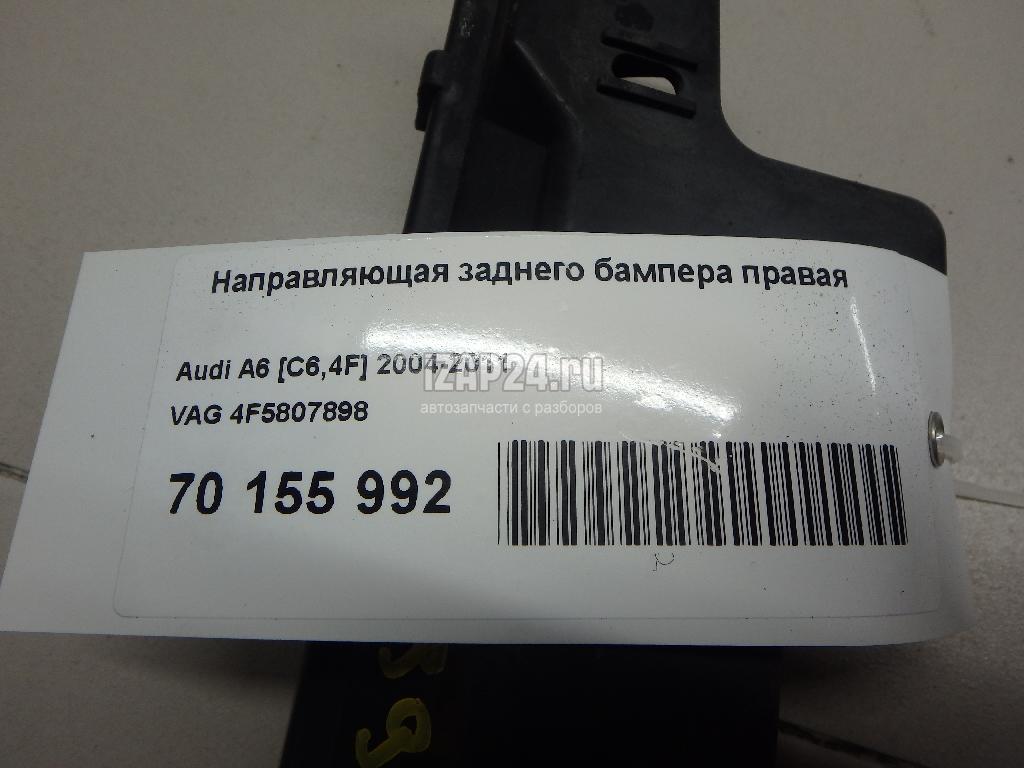 Направляющая заднего бампера правая
Audi A6 [C6,4F] 2004-2011
IZAP24.ru
автозапчасти с разборов
VAG 4F5807898
70 155 992
39